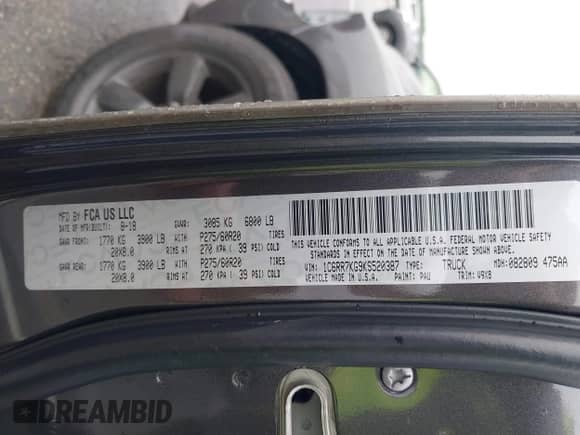 MFD BY FCA US LLC
DATE OF MFR(BUILT): 8-18 GVWR: 3085 KG 6800 LB
GAWR FRONT: 1770 KG 3900 LB WITH P275/60R20
20X8.0 RIMS AT 270 KPA ( 39 PSI) COLD
GAWR REAR: 1770 KG 3900 LB WITH P275/60R20
20X8.0 RIMS AT 270 KPA ( 39 PSI) COLD
THIS VEHICLE CONFORMS TO ALL APPLICABLE U.S.A. FEDERAL MOTOR VEHICLE SAFETY
STANDARDS IN EFFECT ON THE DATE OF MANUFACTURE SHOWN ABOVE.
VIN: 1C6RR7KG9KS520387 TYPE: TRUCK MDH: 082809 475AA
VEHICLE MADE IN U.S.A. PAINT: PAU TRIM: V9X8
DREAMBID